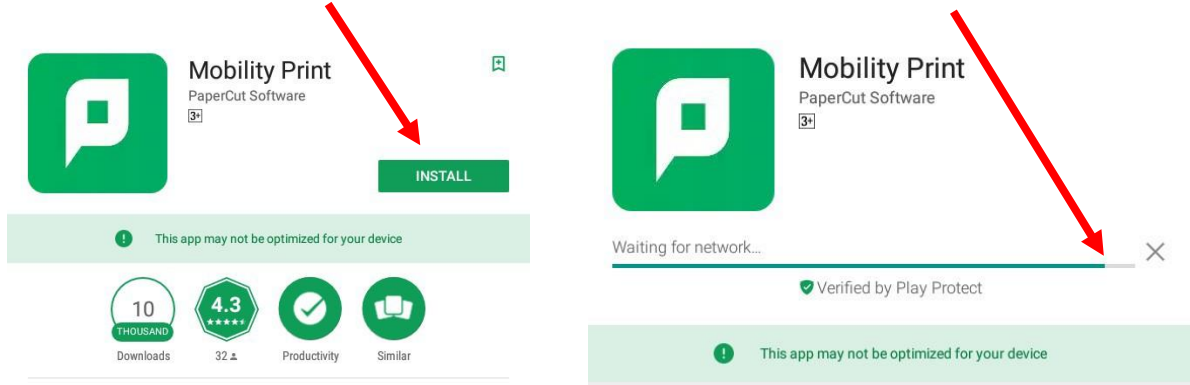 Mobility Print
PaperCut Software
3+
INSTALL
This app may not be optimized for your device
10
THOUSAND
Downloads
4.3
32
Productivity
Similar
Mobility Print
PaperCut Software
3+
Waiting for network...
Verified by Play Protect
This app may not be optimized for your device